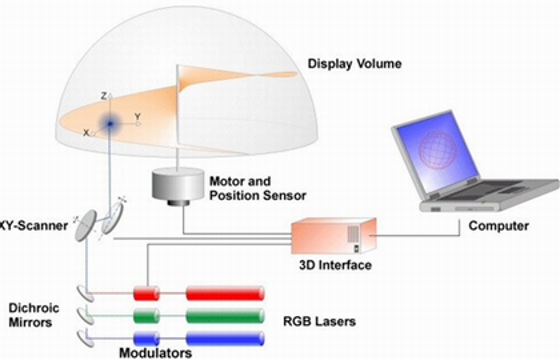 Display Volume
Z
Y
X
Motor and
Position Sensor
XY-Scanner
Computer
3D Interface
Dichroic
Mirrors
RGB Lasers
Modulators